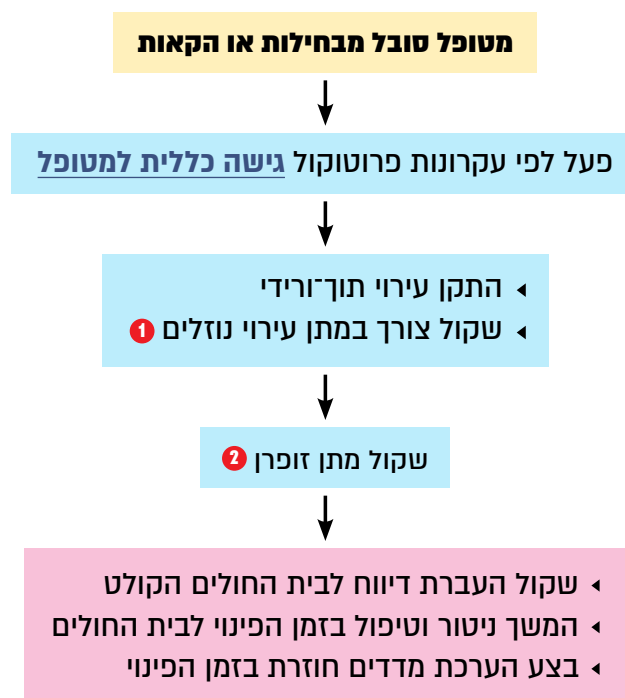 מטופל סובל מבחילות או הקאות
פעל לפי עקרונות פרוטוקול גישה כללית למטופל
התקן עירוי תוך־ורידי
שקול צורך במתן עירוי נוזלים 1
שקול מתן זופרן 2
שקול העברת דיווח לבית החולים הקולט
המשך ניטור וטיפול בזמן הפינוי לבית החולים
בצע הערכת מדדים חוזרת בזמן הפינוי